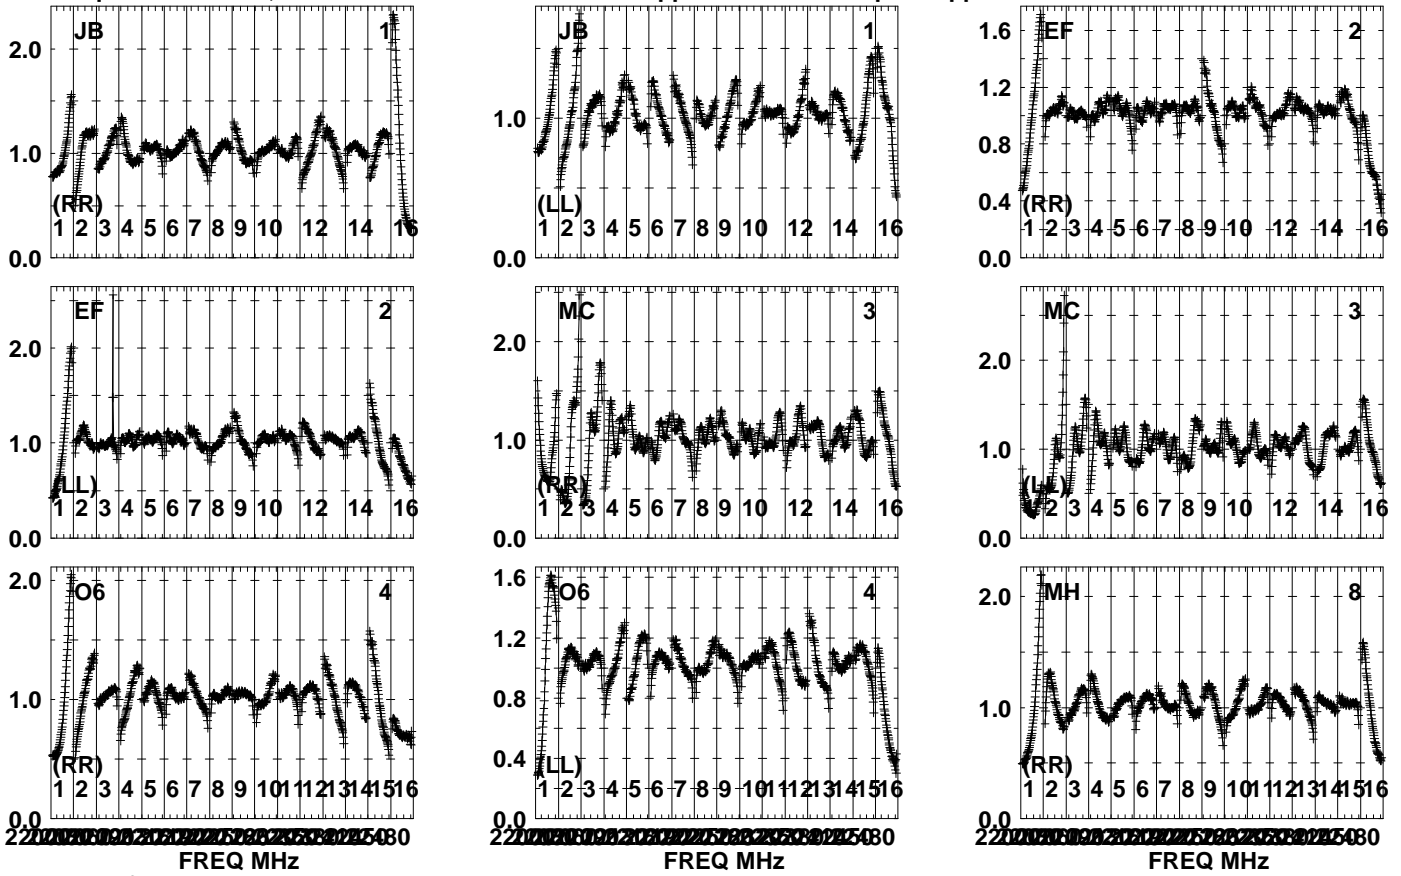 JB 1
2.0
1.0
(RR)
1 2 3 4 5 6 7 8 9 10 12 14 16
0.0
JB 1
1.0
(LL)
1 2 3 4 5 6 7 8 9 10 12 14 16
0.0
EF 2
1.6
1.2
0.8
0.4
(RR)
1 2 3 4 5 6 7 8 9 10 12 14 16
0.0
EF 2
2.0
1.0
(LL)
1 2 3 4 5 6 7 8 9 10 12 14 16
0.0
MC 3
2.0
1.0
(RR)
1 2 3 4 5 6 7 8 9 10 12 14 16
0.0
MC 3
2.0
1.0
(LL)
1 2 3 4 5 6 7 8 9 10 12 14 16
0.0
O6 4
2.0
1.0
(RR)
1 2 3 4 5 6 7 8 9 10 11 12 13 14 15 16
0.0
FREQ MHz
O6 4
1.6
1.2
0.8
0.4
(LL)
1 2 3 4 5 6 7 8 9 10 11 12 13 14 15 16
0.0
FREQ MHz
MH 8
2.0
1.0
(RR)
1 2 3 4 5 6 7 8 9 10 11 12 13 14 15 16
0.0
FREQ MHz